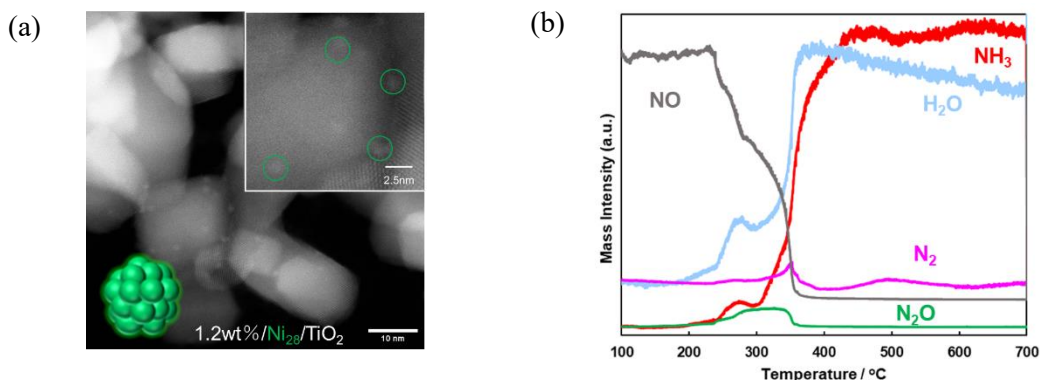 (a)
2.5nm
1.2wt%/Ni₂₈/TiO₂
10 nm
(b)
Mass Intensity (a.u.)
NO
NH₃
H₂O
N₂
N₂O
100 200 300 400 500 600 700
Temperature / °C